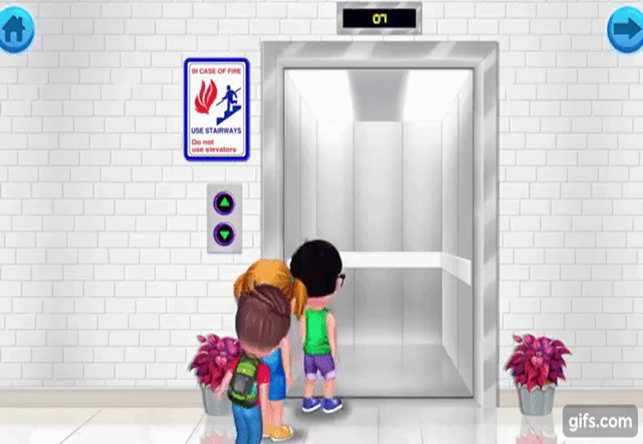 07
IN CASE OF FIRE
USE STAIRWAYS
Do not
use elevators
gifs.com